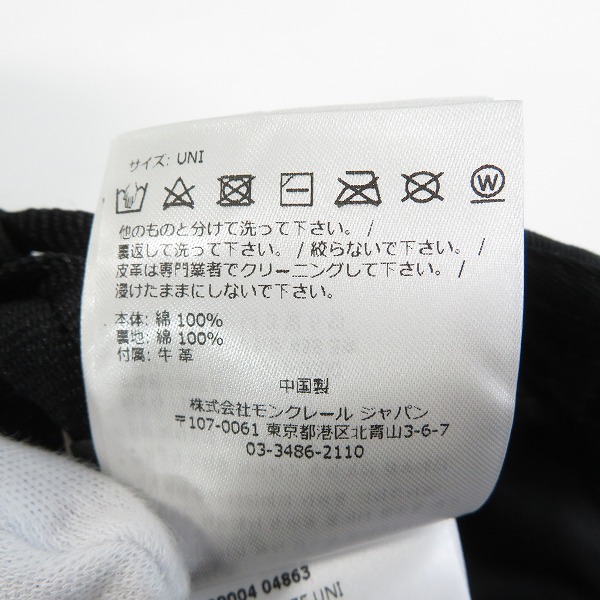 サイズ: UNI
W
他のものと分けて洗って下さい。/
裏返して洗って下さい。/ 絞らないで下さい。/
皮革は専門業者でクリーニングして下さい。/
浸けたままにしないで下さい。
本体: 綿 100%
裏地: 綿 100%
付属: 牛 革
中国製
株式会社モンクレール ジャパン
〒107-0061 東京都港区北青山3-6-7
03-3486-2110
0004 04863
UNI